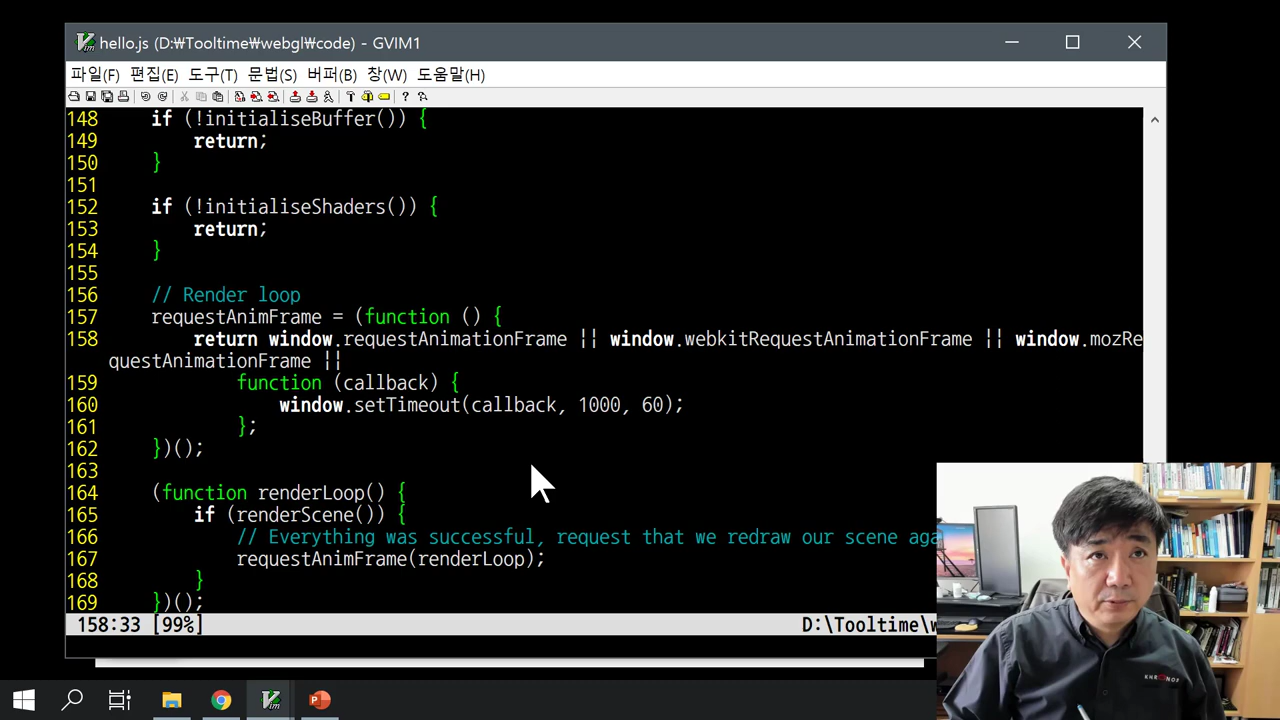 hello.js (D:₩Tooltime₩webgl₩code) - GVIM1
파일(F) 편집(E) 도구(T) 문법(S) 버퍼(B) 창(W) 도움말(H)
148 if (!initialiseBuffer()) {
149 return;
150 }
151
152 if (!initialiseShaders()) {
153 return;
154 }
155
156 // Render loop
157 requestAnimFrame = (function () {
158 return window.requestAnimationFrame || window.webkitRequestAnimationFrame || window.mozRe
questAnimationFrame ||
159 function (callback) {
160 window.setTimeout(callback, 1000, 60);
161 };
162 })();
163
164 (function renderLoop() {
165 if (renderScene()) {
166 // Everything was successful, request that we redraw our scene aga
167 requestAnimFrame(renderLoop);
168 }
169 })();
158:33 [99%] D:\Tooltime\w
KHRONOS